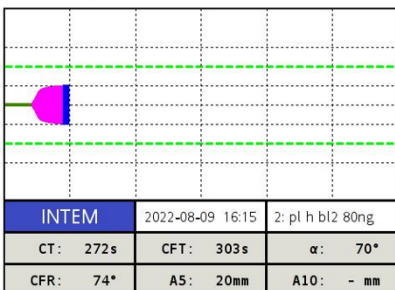 INTEM 2022-08-09 16:15 2: pl h bl2 80ng
CT: 272s CFT: 303s α: 70°
CFR: 74° A5: 20mm A10: - mm